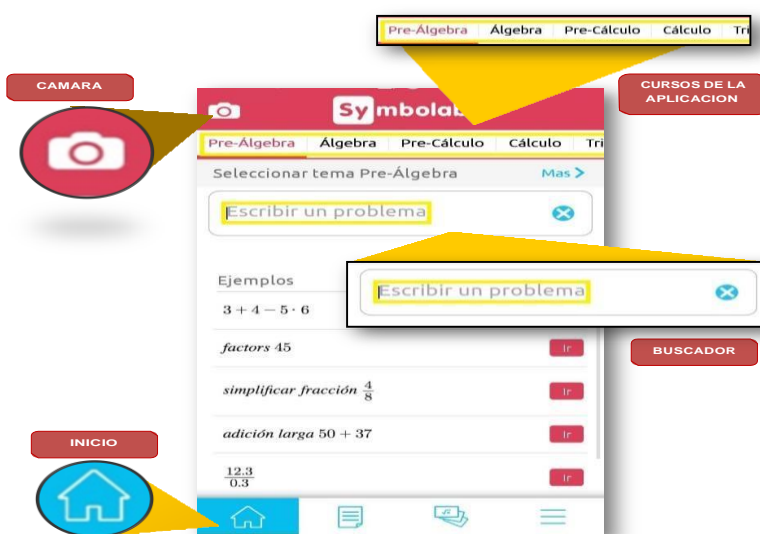 Pre-Álgebra Álgebra Pre-Cálculo Cálculo Tri
CAMARA
CURSOS DE LA
APLICACION
Symbolab
Pre-Álgebra Álgebra Pre-Cálculo Cálculo Tri
Seleccionar tema Pre-Álgebra Mas >
Escribir un problema
Ejemplos
Escribir un problema
3 + 4 − 5 · 6
factors 45 Ir
BUSCADOR
simplificar fracción 4/8 Ir
adición larga 50 + 37 Ir
INICIO
12.3/0.3 Ir